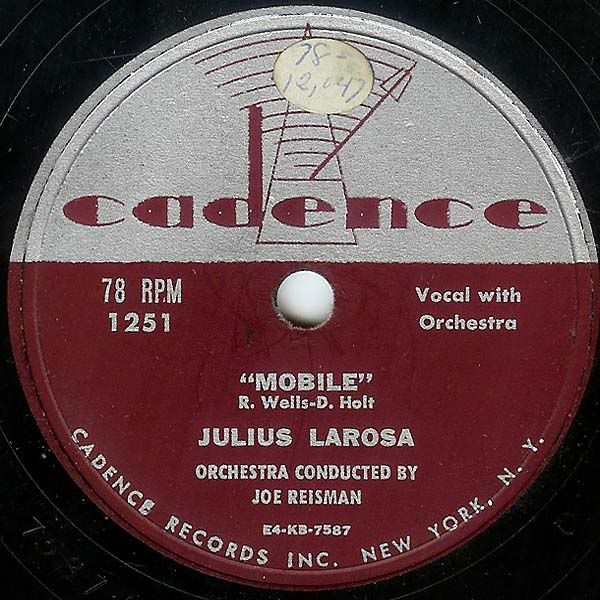 78-
12,047
cadence
78 RPM
1251
Vocal with
Orchestra
"MOBILE"
R. Wells-D. Holt
JULIUS LAROSA
ORCHESTRA CONDUCTED BY
JOE REISMAN
E4-KB-7587
CADENCE RECORDS INC. NEW YORK, N. Y.